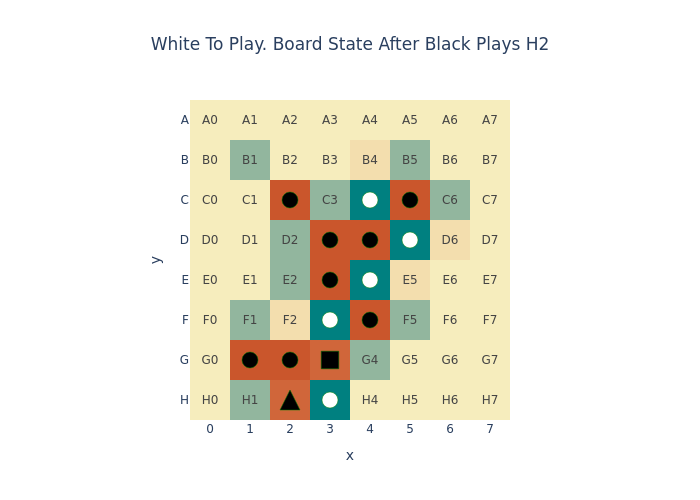 White To Play. Board State After Black Plays H2
A A0 A1 A2 A3 A4 A5 A6 A7
B B0 B1 B2 B3 B4 B5 B6 B7
C C0 C1 C3 C6 C7
D D0 D1 D2 D6 D7
E E0 E1 E2 E5 E6 E7
F F0 F1 F2 F5 F6 F7
G G0 G4 G5 G6 G7
H H0 H1 H4 H5 H6 H7
0 1 2 3 4 5 6 7
x
y